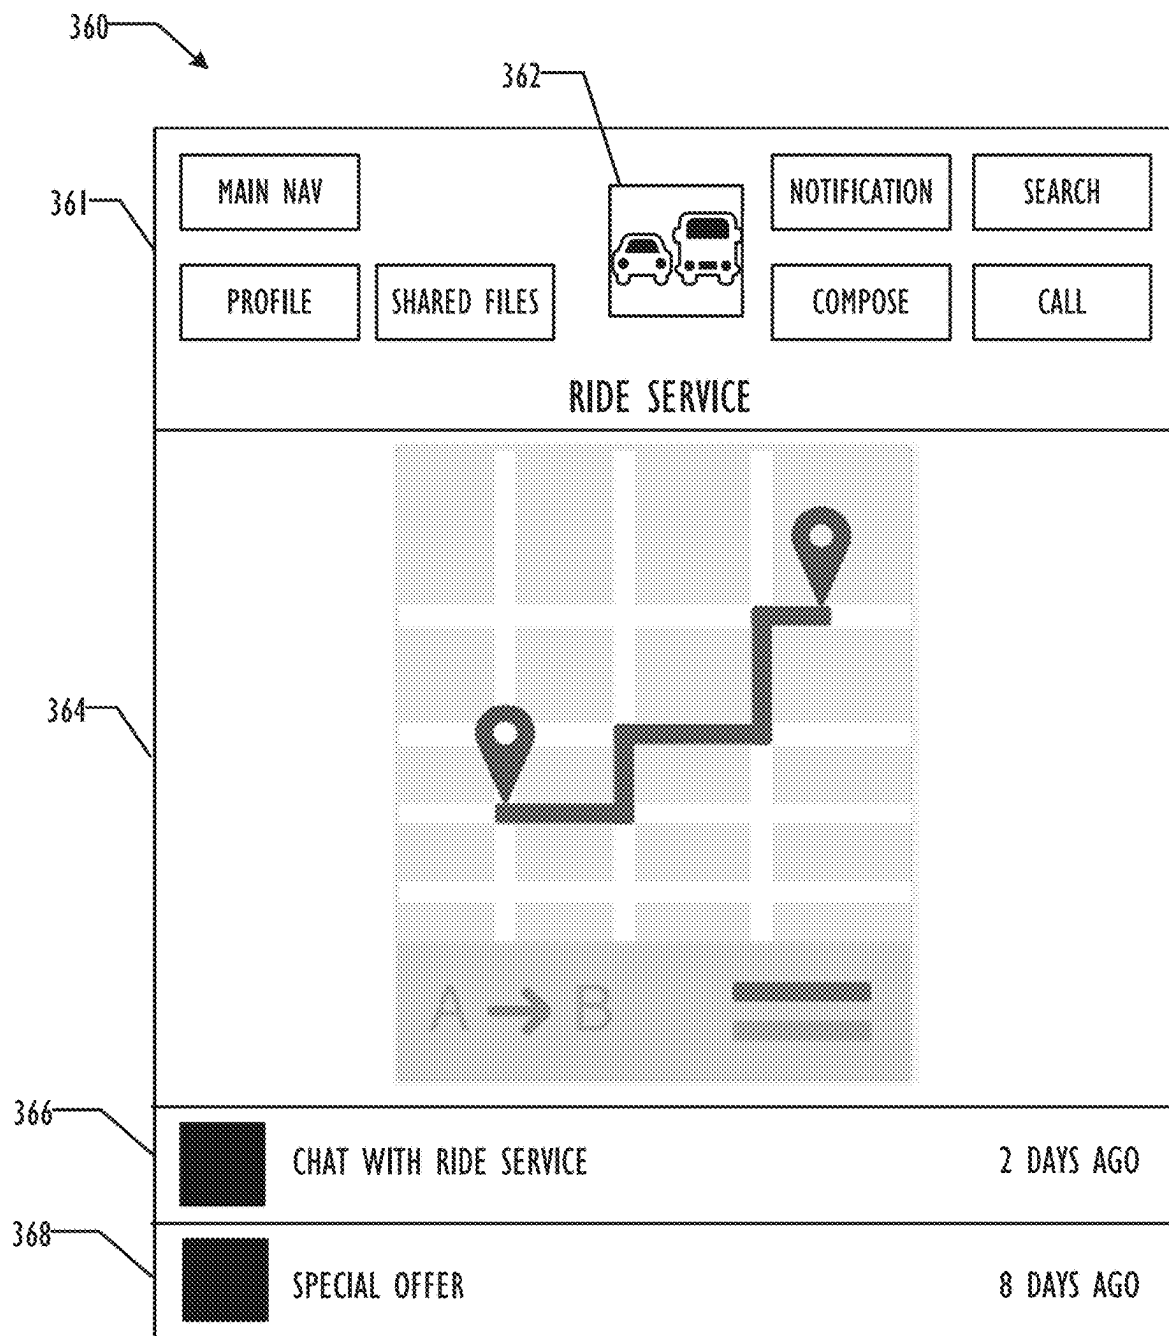 360
362
361
MAIN NAV
NOTIFICATION
SEARCH
PROFILE
SHARED FILES
COMPOSE
CALL
RIDE SERVICE
364
A → B
366
CHAT WITH RIDE SERVICE
2 DAYS AGO
368
SPECIAL OFFER
8 DAYS AGO